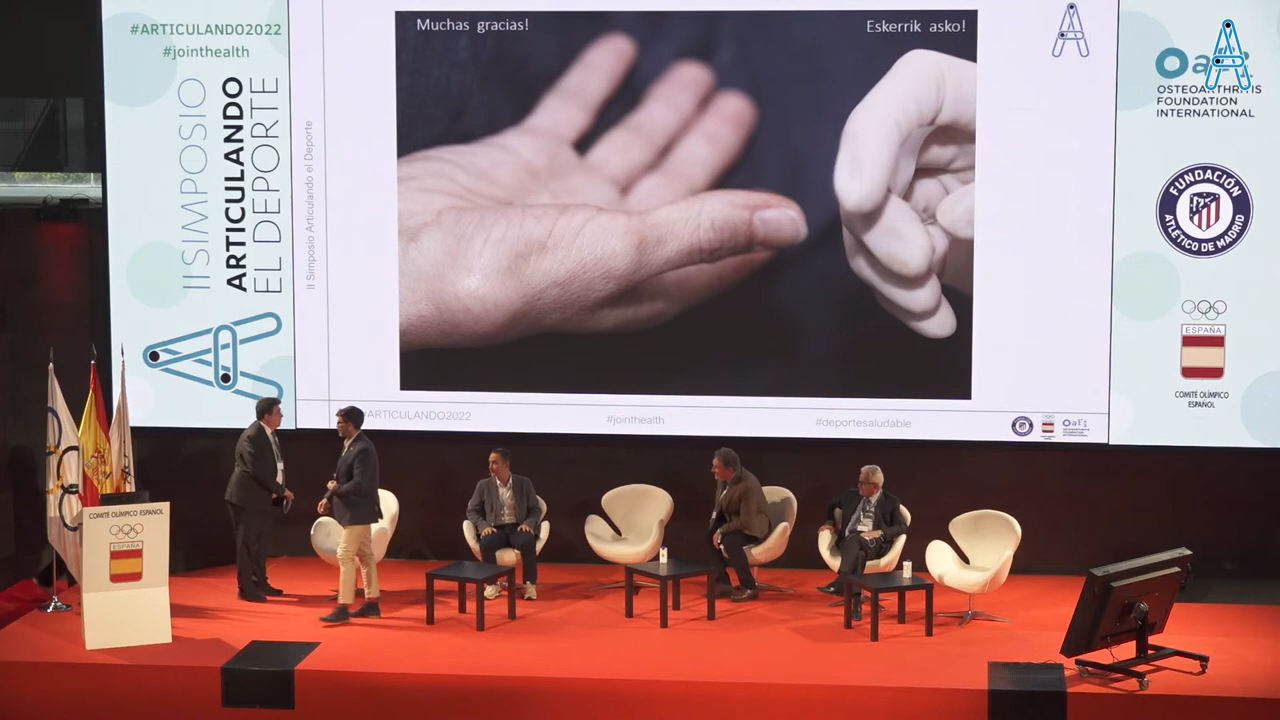 #ARTICULANDO2022
#jointhealth
II SIMPOSIO
ARTICULANDO
EL DEPORTE
II Simposio Articulando el Deporte
Muchas gracias!
Eskerrik asko!
#ARTICULANDO2022
#jointhealth
#deportesaludable
OSTEOARTHRITIS
FOUNDATION
INTERNATIONAL
FUNDACIÓN
ATLÉTICO DE MADRID
ESPAÑA
COMITÉ OLÍMPICO
ESPAÑOL
COMITÉ OLÍMPICO ESPAÑOL
ESPAÑA